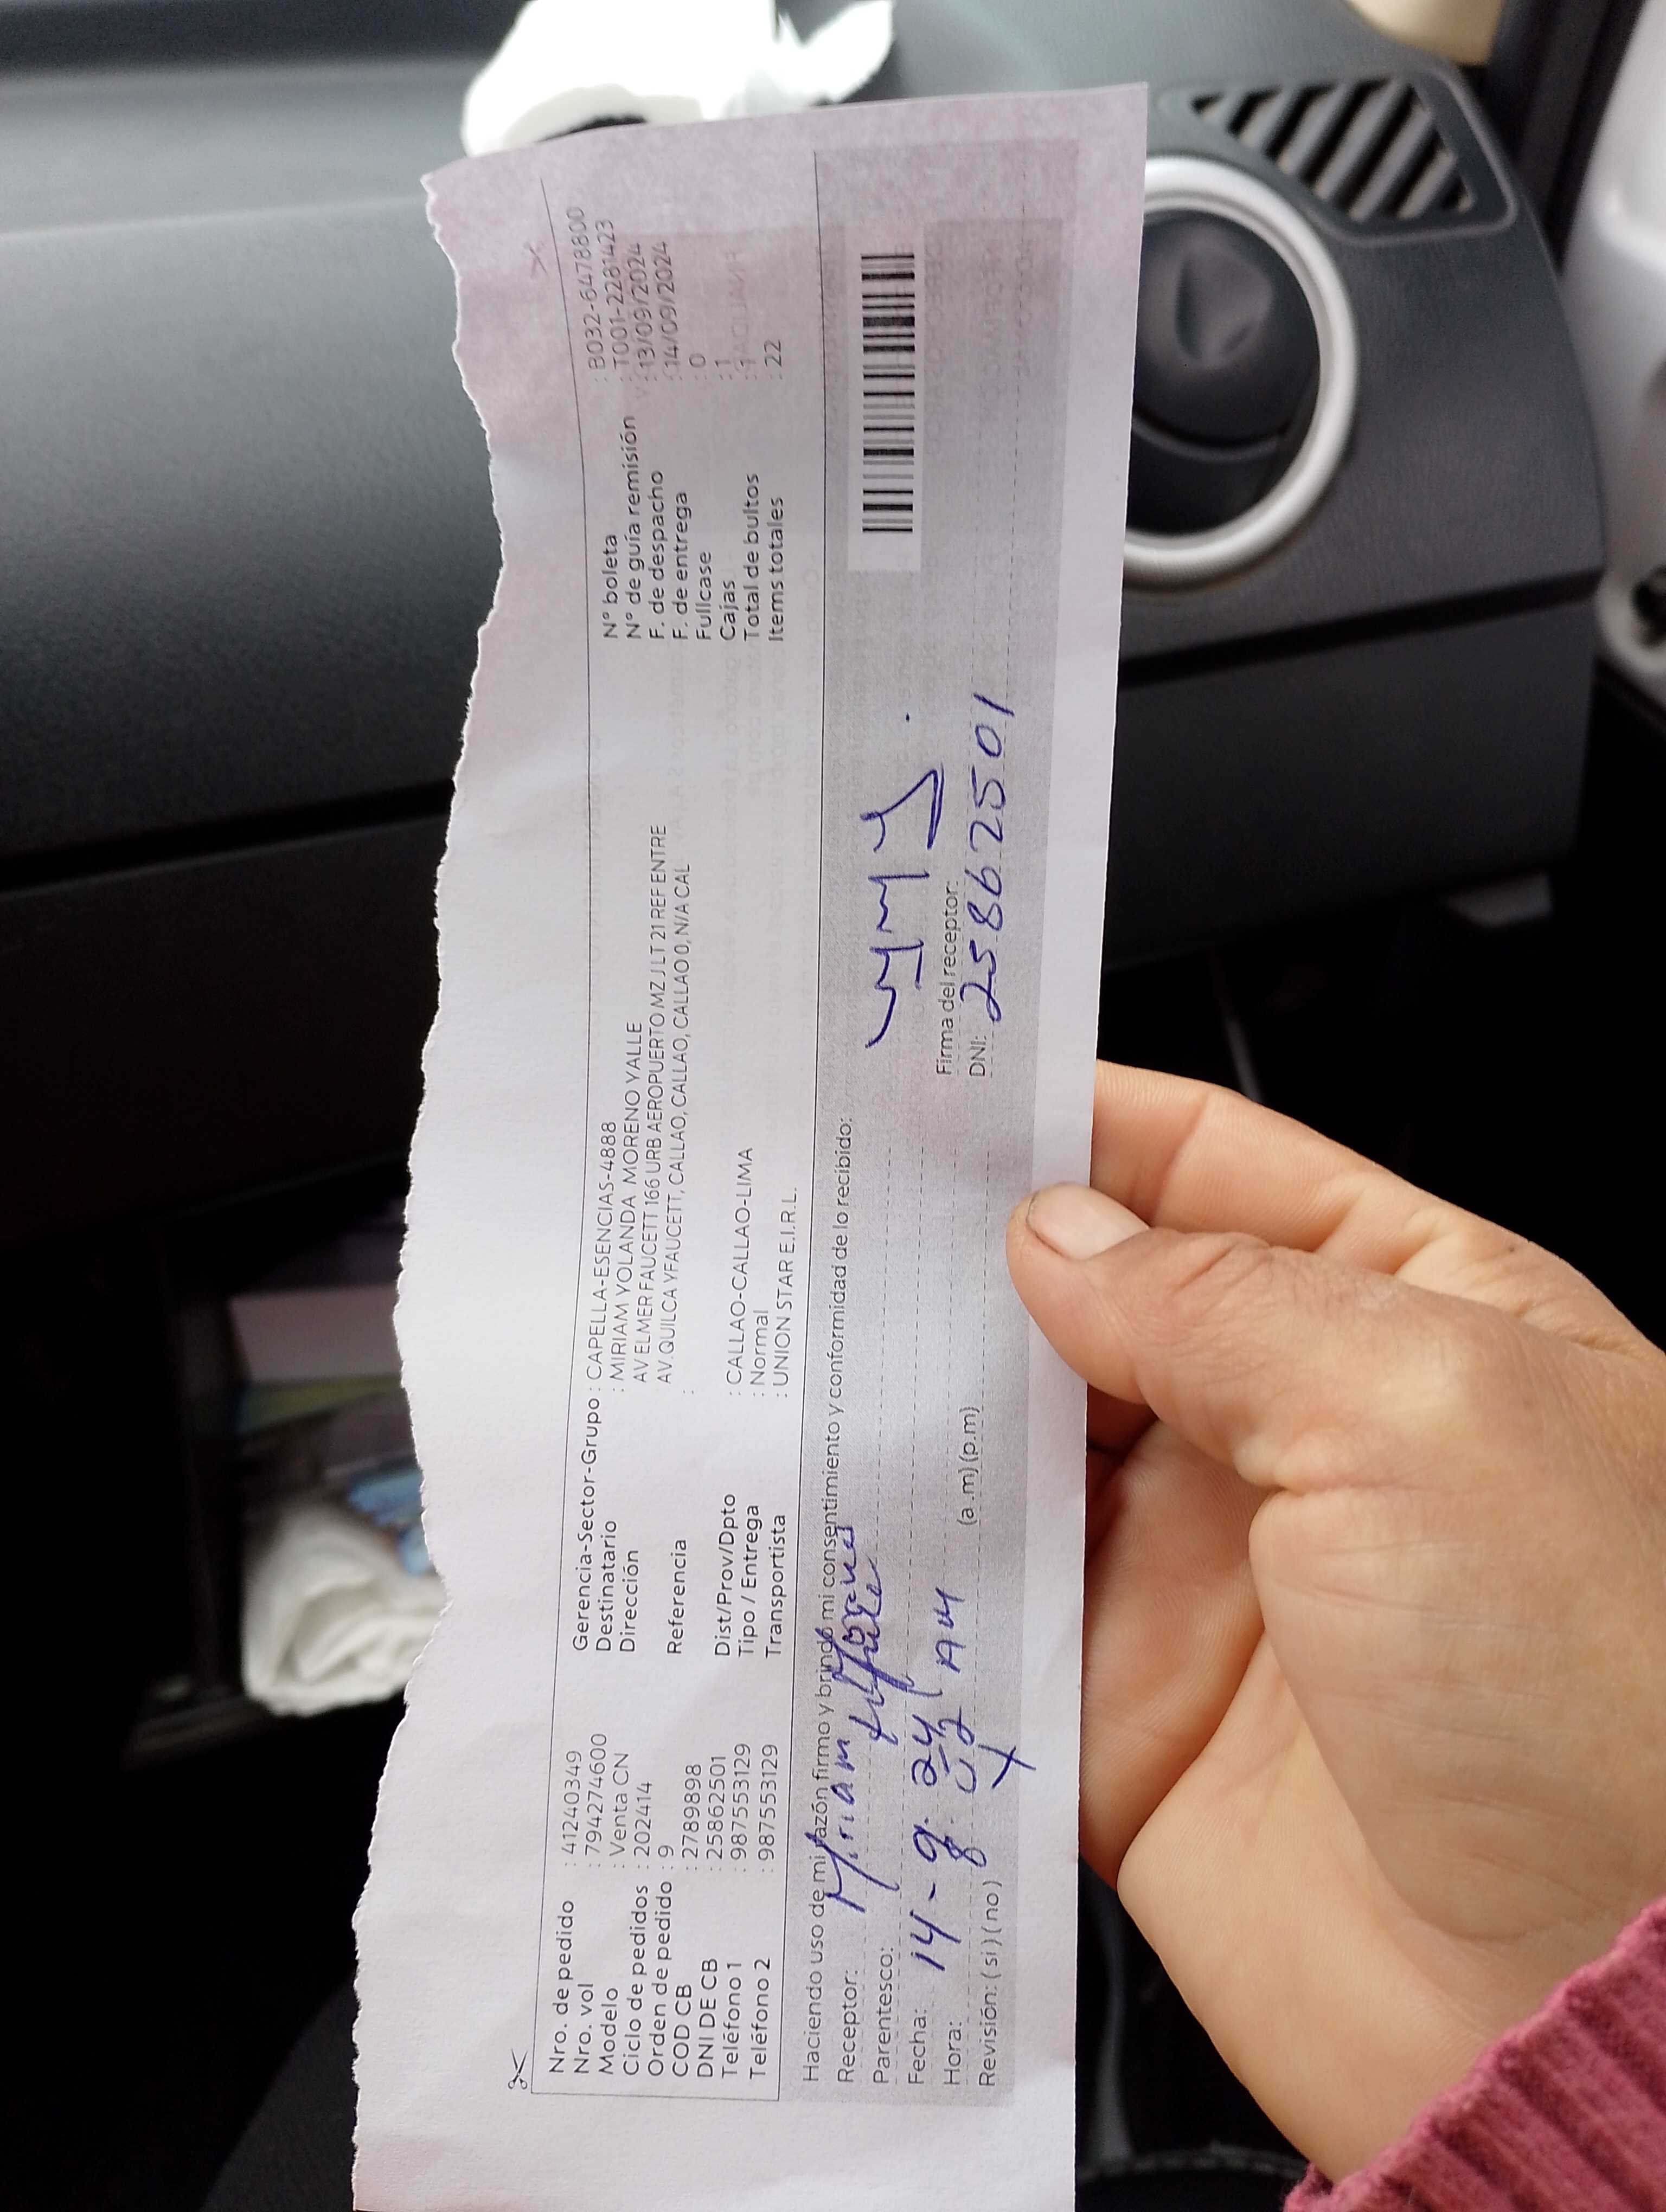 Nro. de pedido : 41240349
Nro. vol : 794274600
Modelo : Venta CN
Ciclo de pedidos : 202414
Orden de pedido : 9
COD CB : 2789898
DNI DE CB : 25862501
Teléfono 1 : 987553129
Teléfono 2 : 987553129
Gerencia-Sector-Grupo : CAPELLA-ESENCIAS-4888
Destinatario : MIRIAM YOLANDA MORENO YALLE
Dirección AV ELMER FAUCETT 166 URB AEROPUERTO MZ J LT 21 REF ENTRE
AV. QUILCA Y FAUCETT, CALLAO, CALLAO, CALLAO 0, N/A CAL
Referencia :
Dist/Prov/Dpto : CALLAO-CALLAO-LIMA
Tipo / Entrega : Normal
Transportista : UNION STAR E.I.R.L.
N° boleta : B032-6478800
N° de guía remisión : T001-2281423
F. de despacho : 13/09/2024
F. de entrega : 14/09/2024
Fullcase : 0
Cajas : 1
Total de bultos : 1
Items totales : 22
Haciendo uso de mi razón firmo y brindo mi consentimiento y conformidad de lo recibido:
Receptor: Miriam Moreno
Parentesco:
Fecha: 14-9-24
Hora: AM (a.m) (p.m)
Revisión: (si) (no) X
Firma del receptor:
DNI: 25862501